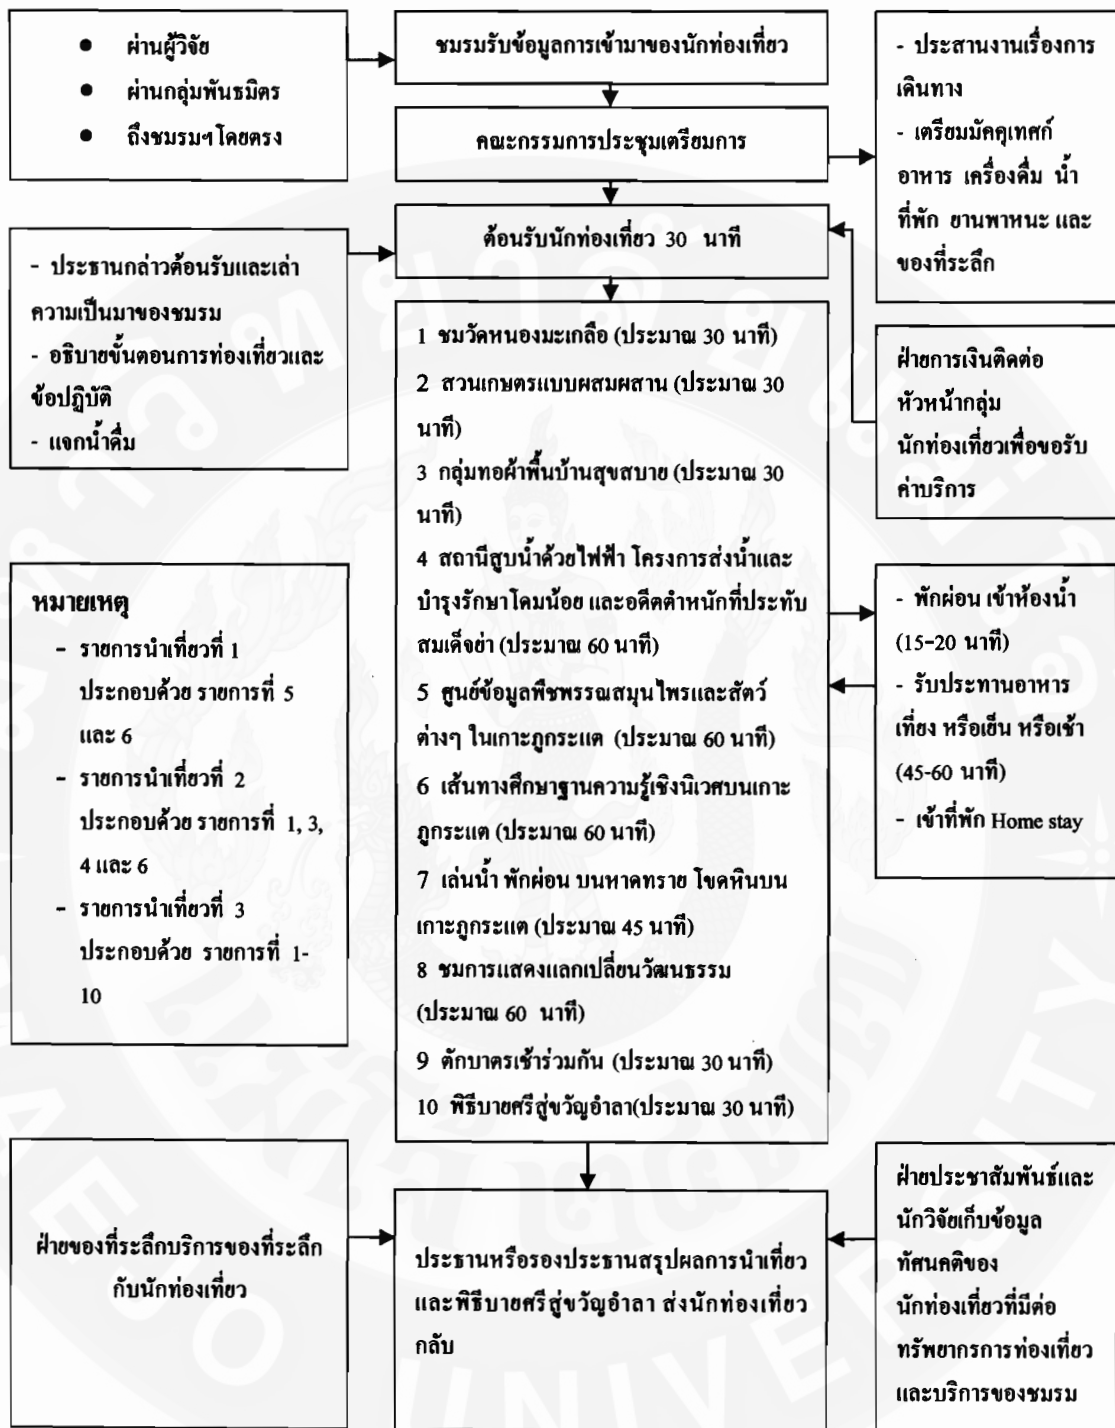 ● ผ่านผู้วิจัย
● ผ่านกลุ่มพันธมิตร
● ถึงชมรมฯ โดยตรง
ชมรมรับข้อมูลการเข้ามาของนักท่องเที่ยว
คณะกรรมการประชุมเตรียมการ
- ประสานงานเรื่องการ
เดินทาง
- เตรียมมัคคุเทศก์
อาหาร เครื่องดื่ม น้ำ
ที่พัก ยานพาหนะ และ
ของที่ระลึก
ต้อนรับนักท่องเที่ยว 30 นาที
- ประธานกล่าวต้อนรับและเล่า
ความเป็นมาของชมรม
- อธิบายขั้นตอนการท่องเที่ยวและ
ข้อปฏิบัติ
- แจกน้ำดื่ม
ฝ่ายการเงินติดต่อ
หัวหน้ากลุ่ม
นักท่องเที่ยวเพื่อขอรับ
ค่าบริการ
1 ชมวัดหนองมะเกลือ (ประมาณ 30 นาที)
2 สวนเกษตรแบบผสมผสาน (ประมาณ 30
นาที)
3 กลุ่มทอผ้าพื้นบ้านสุขสบาย (ประมาณ 30
นาที)
4 สถานีสูบน้ำด้วยไฟฟ้า โครงการส่งน้ำและ
บำรุงรักษาโดมน้อย และอดีตตำหนักที่ประทับ
สมเด็จย่า (ประมาณ 60 นาที)
5 ศูนย์ข้อมูลพืชพรรณสมุนไพรและสัตว์
ต่างๆ ในเกาะภูกระแต (ประมาณ 60 นาที)
6 เส้นทางศึกษาฐานความรู้เชิงนิเวศบนเกาะ
ภูกระแต (ประมาณ 60 นาที)
7 เล่นน้ำ พักผ่อน บนหาดทราย โขดหินบน
เกาะภูกระแต (ประมาณ 45 นาที)
8 ชมการแสดงแลกเปลี่ยนวัฒนธรรม
(ประมาณ 60 นาที)
9 ตักบาตรเช้าร่วมกัน (ประมาณ 30 นาที)
10 พิธีบายศรีสู่ขวัญอำลา(ประมาณ 30 นาที)
หมายเหตุ
- รายการนำเที่ยวที่ 1
ประกอบด้วย รายการที่ 5
และ 6
- รายการนำเที่ยวที่ 2
ประกอบด้วย รายการที่ 1, 3,
4 และ 6
- รายการนำเที่ยวที่ 3
ประกอบด้วย รายการที่ 1-
10
- พักผ่อน เข้าห้องน้ำ
(15-20 นาที)
- รับประทานอาหาร
เที่ยง หรือเย็น หรือเช้า
(45-60 นาที)
- เข้าที่พัก Home stay
ฝ่ายของที่ระลึกบริการของที่ระลึก
กับนักท่องเที่ยว
ประธานหรือรองประธานสรุปผลการนำเที่ยว
และพิธีบายศรีสู่ขวัญอำลา ส่งนักท่องเที่ยว
กลับ
ฝ่ายประชาสัมพันธ์และ
นักวิจัยเก็บข้อมูล
ทัศนคติของ
นักท่องเที่ยวที่มีต่อ
ทรัพยากรการท่องเที่ยว
และบริการของชมรม